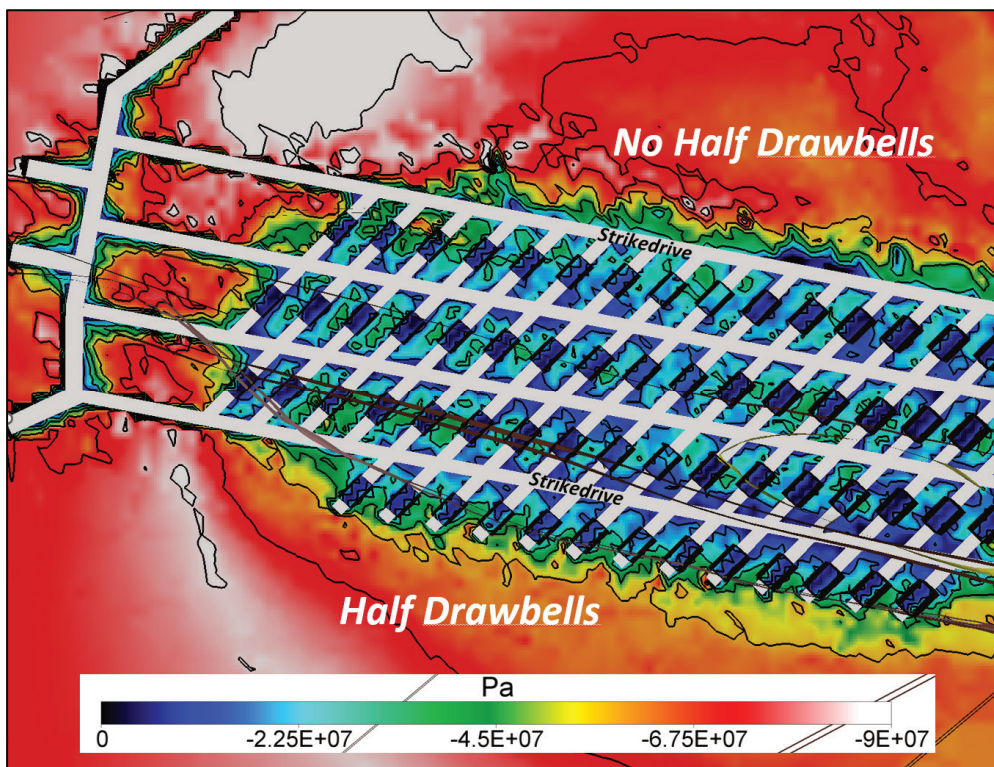 No Half Drawbells
Strikedrive
Strikedrive
Half Drawbells
Pa
0 -2.25E+07 -4.5E+07 -6.75E+07 -9E+07